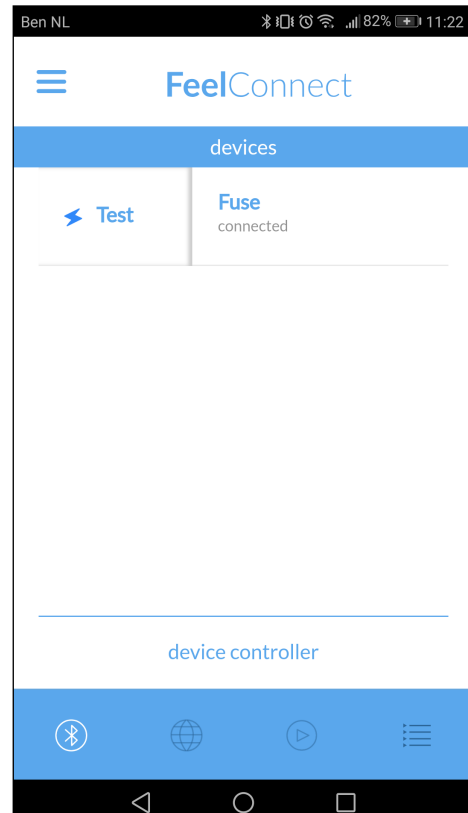 Ben NL 82% 11:22
FeelConnect
devices
Test
Fuse
connected
device controller